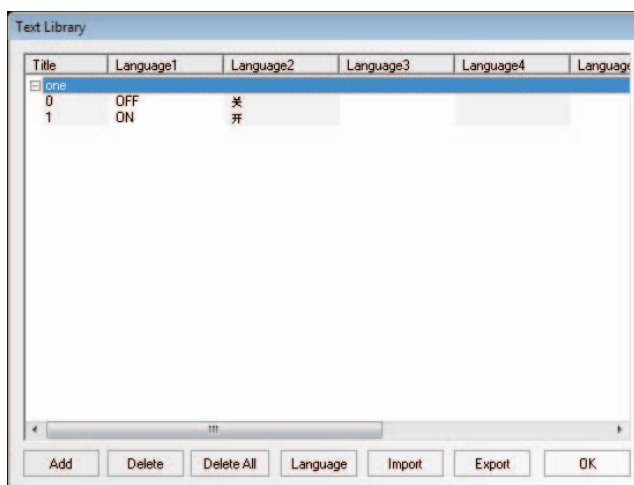 Text Library
Title Language1 Language2 Language3 Language4 Language
one
0 OFF 关
1 ON 开
Add Delete Delete All Language Import Export OK